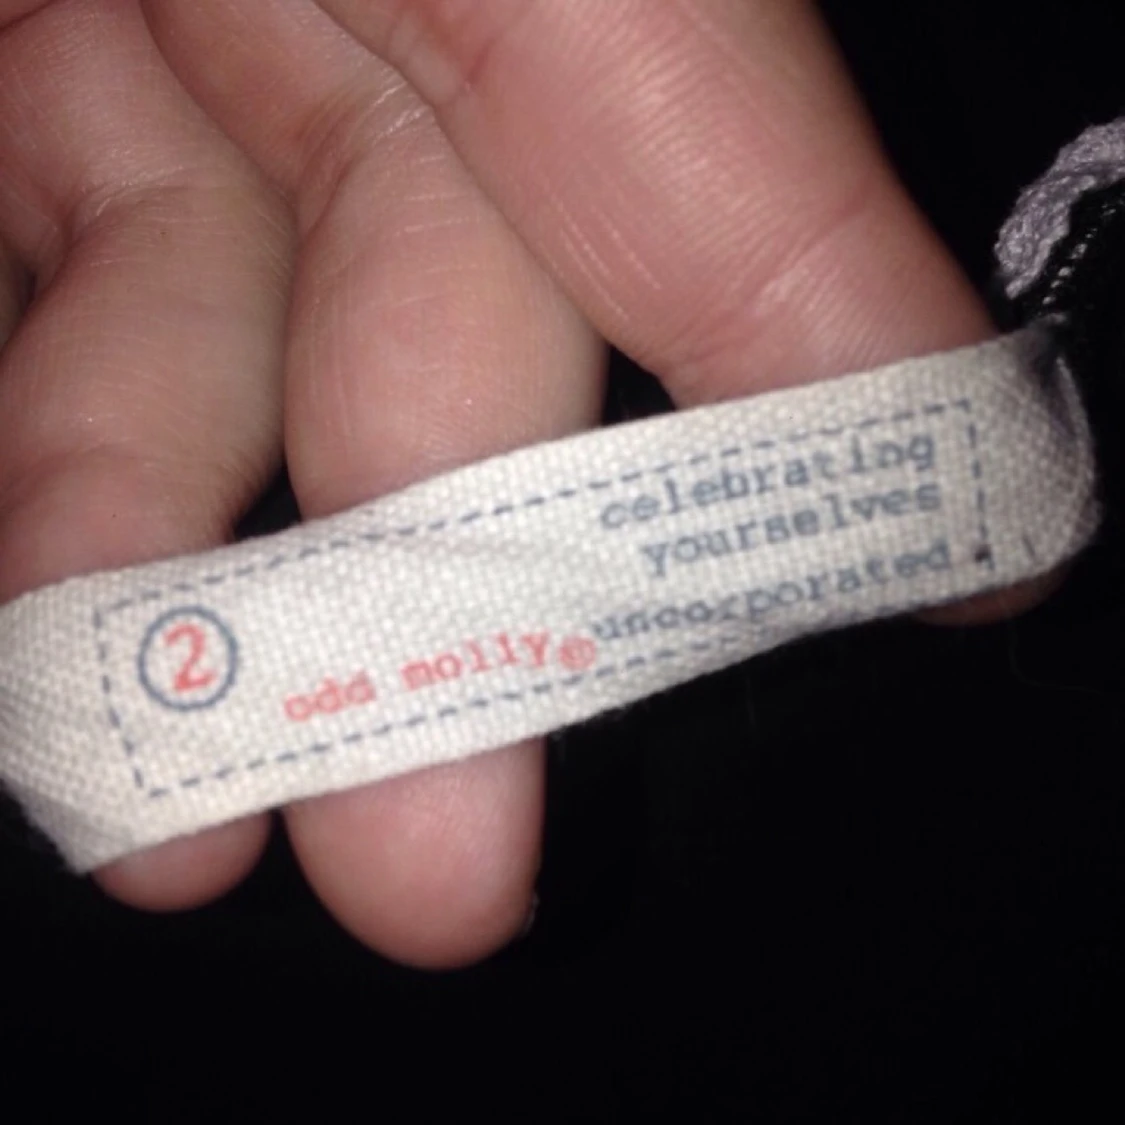 celebrating
yourselves
uncorporated
2
odd molly®